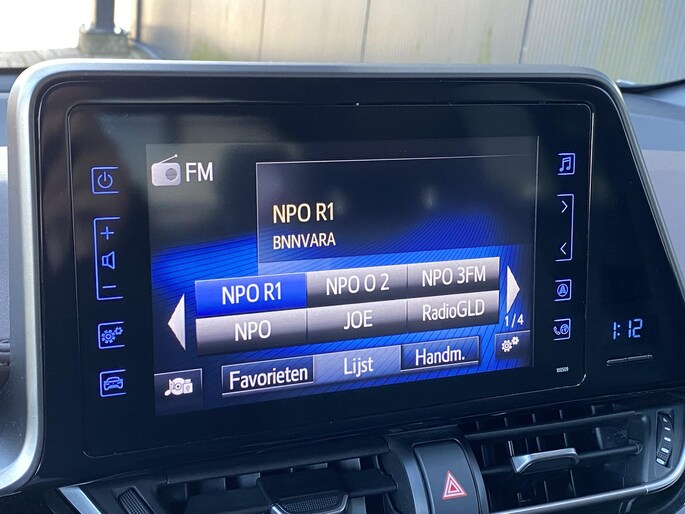 FM
NPO R1
BNNVARA
NPO R1 NPO O 2 NPO 3FM
NPO JOE RadioGLD
1/4
Favorieten Lijst Handm.
1:12